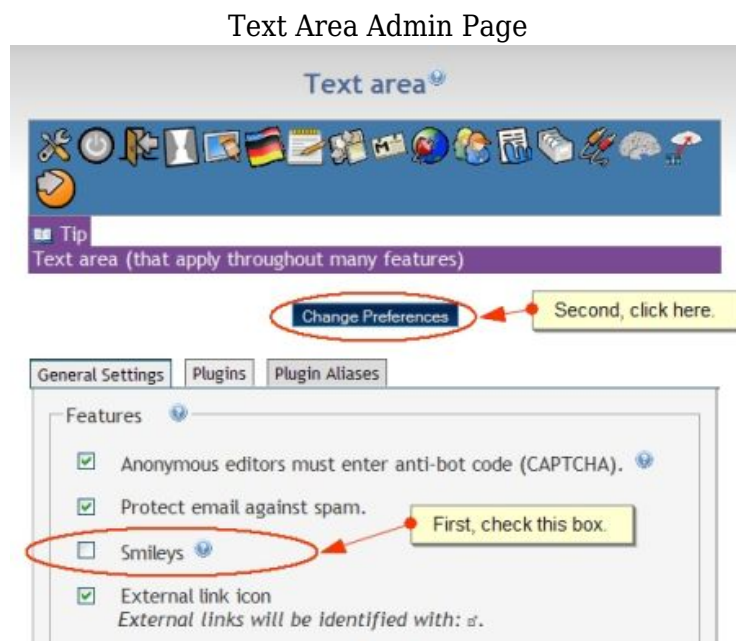 Text Area Admin Page
Text area
Tip
Text area (that apply throughout many features)
Change Preferences
Second, click here.
General Settings Plugins Plugin Aliases
Features
Anonymous editors must enter anti-bot code (CAPTCHA).
Protect email against spam.
First, check this box.
Smileys
External link icon
External links will be identified with: .